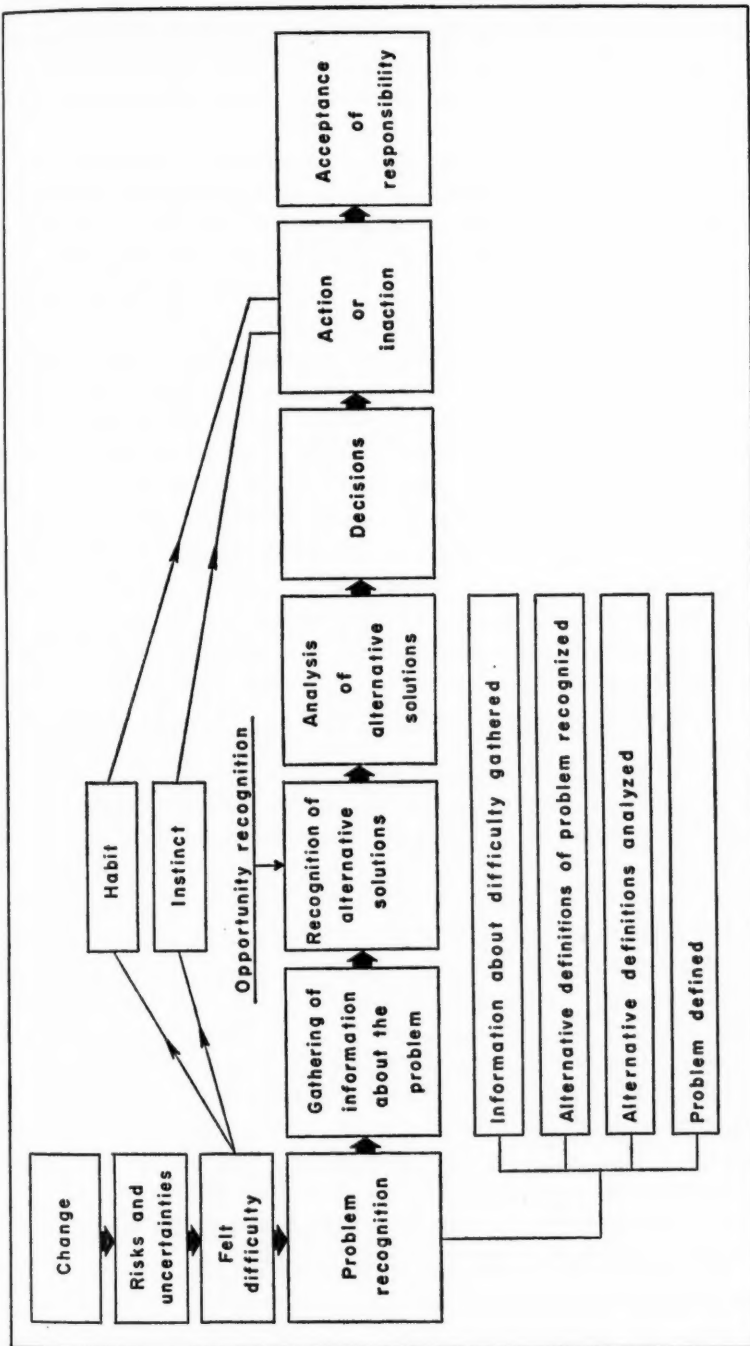 Change
Risks and
uncertainties
Felt
difficulty
Habit
Instinct
Opportunity recognition
Problem
recognition
Gathering of
information
about the
problem
Recognition of
alternative
solutions
Analysis
of
alternative
solutions
Decisions
Action
or
inaction
Acceptance
of
responsibility
Information about difficulty gathered
Alternative definitions of problem recognized
Alternative definitions analyzed
Problem defined